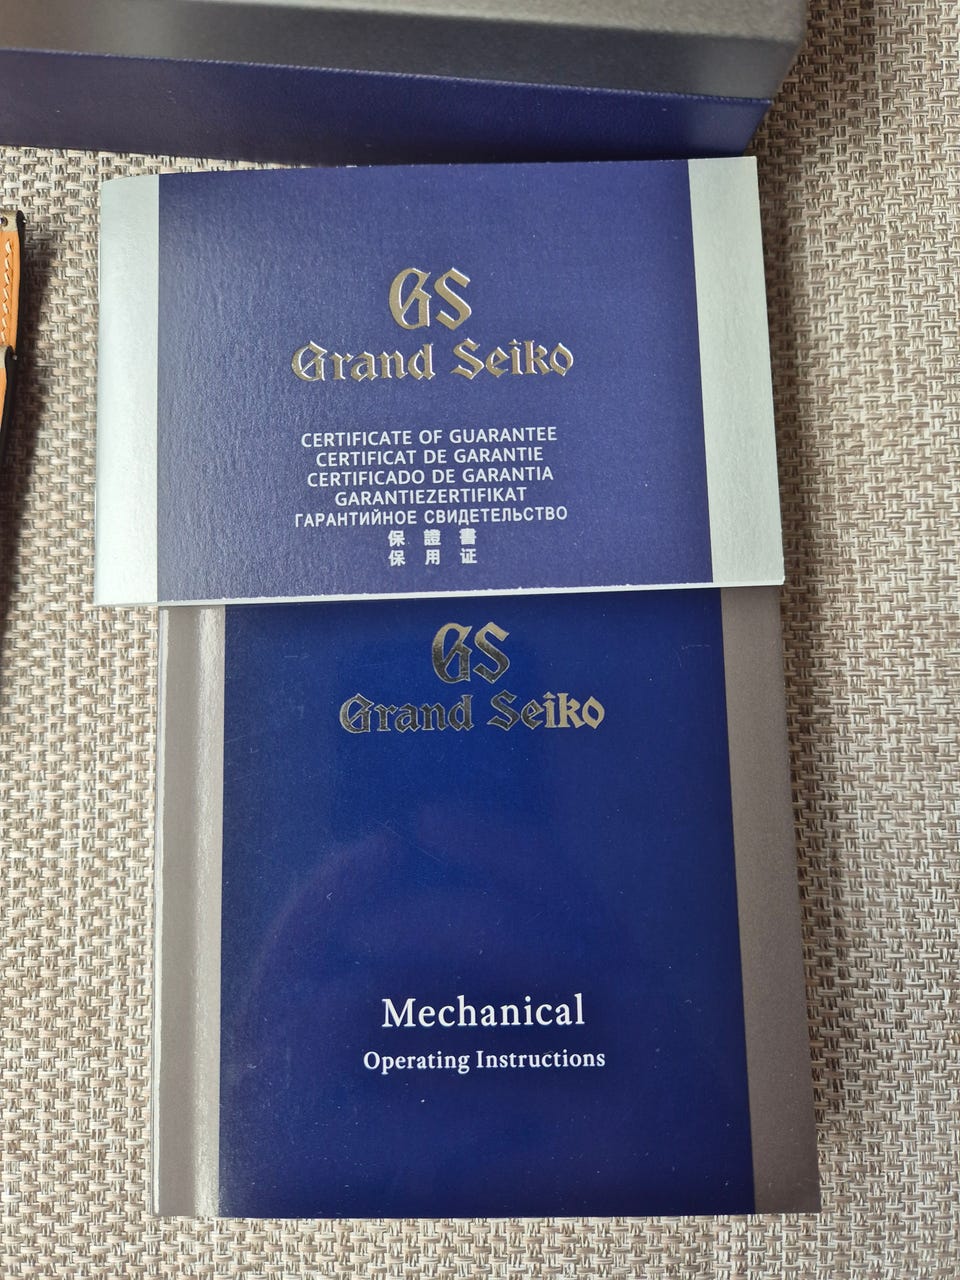 GS
Grand Seiko
CERTIFICATE OF GUARANTEE
CERTIFICAT DE GARANTIE
CERTIFICADO DE GARANTIA
GARANTIEZERTIFIKAT
ГАРАНТИЙНОЕ СВИДЕТЕЛЬСТВО
保 證 書
保 用 证
GS
Grand Seiko
Mechanical
Operating Instructions